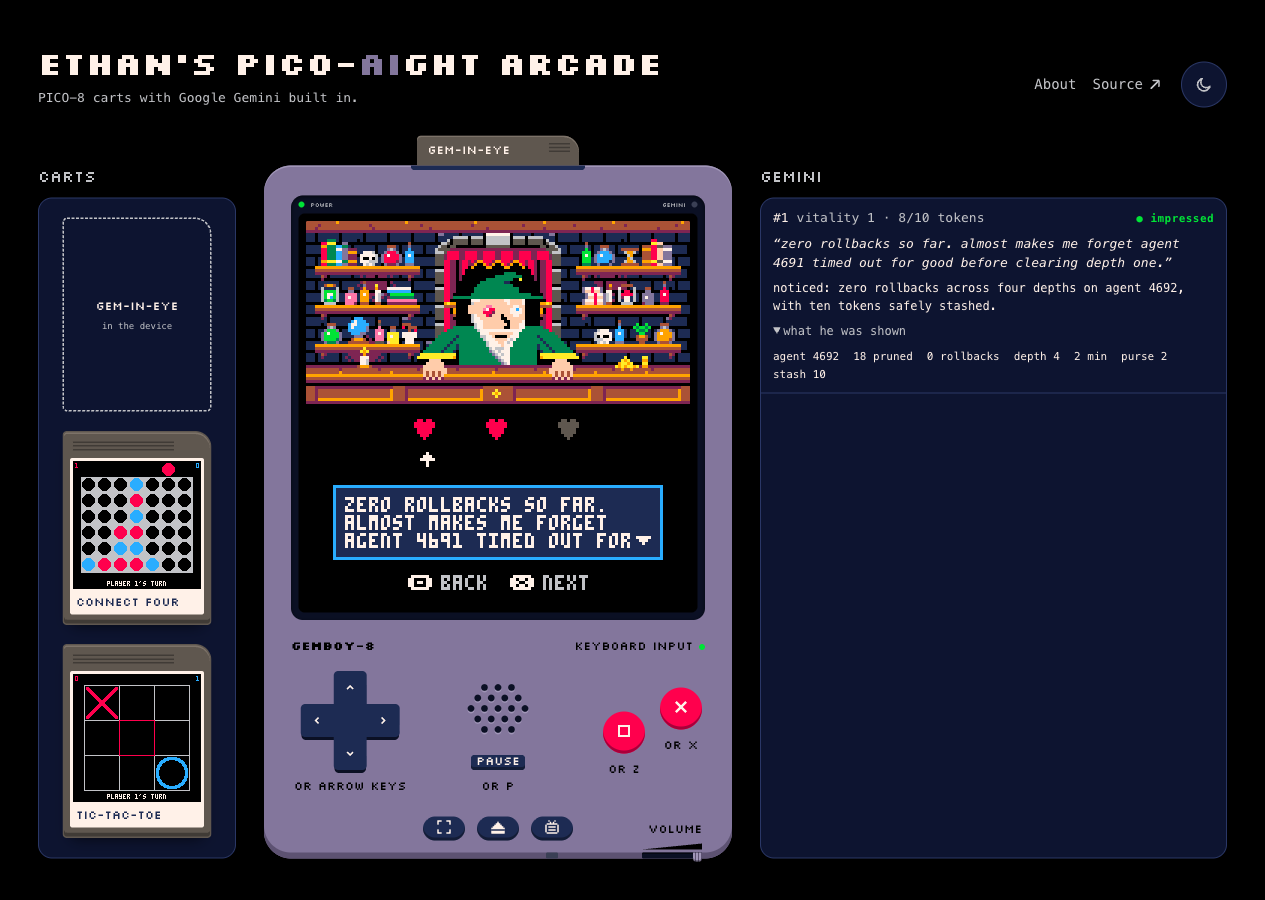 ETHAN'S PICO-AIGHT ARCADE
PICO-8 carts with Google Gemini built in.
About Source ↗
CARTS
GEM-IN-EYE
in the device
1 0
PLAYER 1'S TURN
CONNECT FOUR
0 1
PLAYER 1'S TURN
TIC-TAC-TOE
GEM-IN-EYE
POWER
GEMINI
ZERO ROLLBACKS SO FAR.
ALMOST MAKES ME FORGET
AGENT 4691 TIMED OUT FOR
BACK NEXT
GEMBOY-8
KEYBOARD INPUT
OR ARROW KEYS
PAUSE
OR P
OR Z
OR X
VOLUME
GEMINI
#1 vitality 1 · 8/10 tokens
● impressed
“zero rollbacks so far. almost makes me forget agent
4691 timed out for good before clearing depth one.”
noticed: zero rollbacks across four depths on agent 4692,
with ten tokens safely stashed.
▼what he was shown
agent 4692 18 pruned 0 rollbacks depth 4 2 min purse 2
stash 10